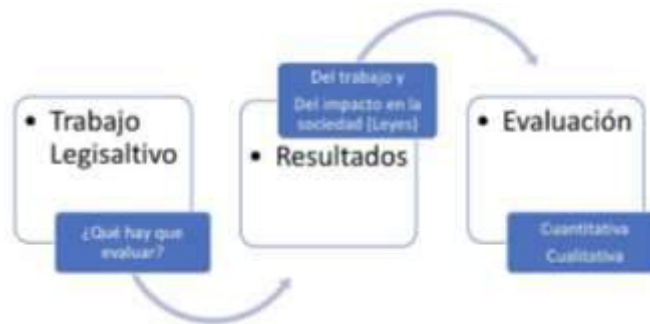 • Trabajo
Legisaltivo
¿Qué hay que
evaluar?
Del trabajo y
Del impacto en la
sociedad (Leyes)
• Resultados
• Evaluación
Cuantitativa
Cualitativa